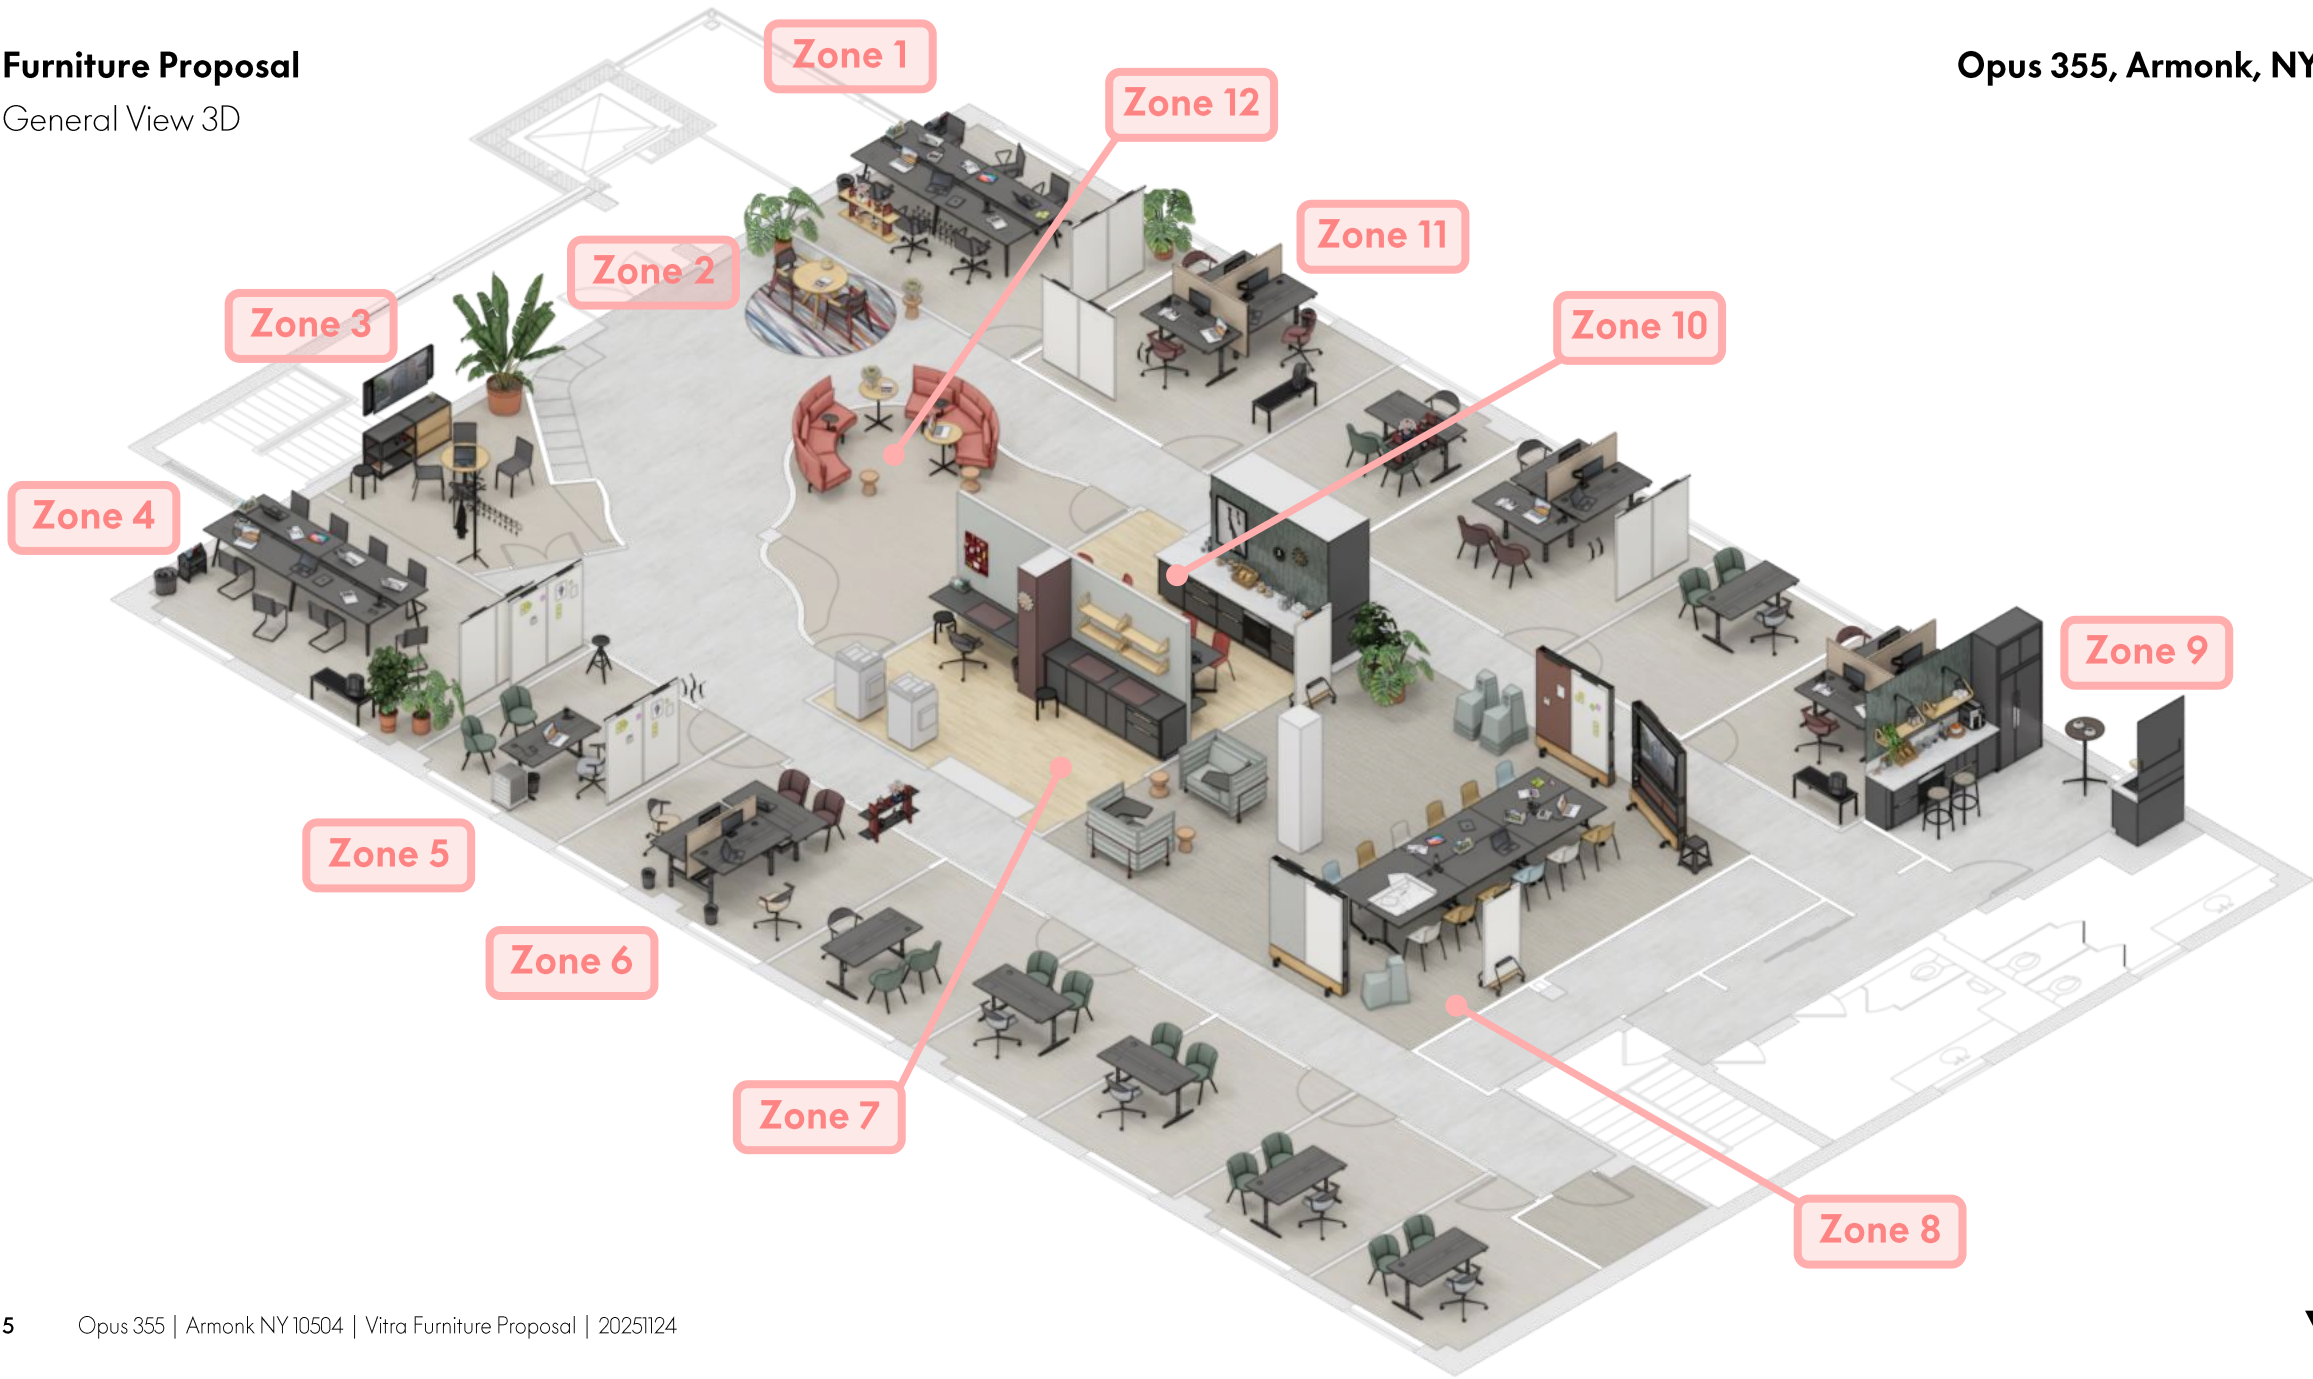 Furniture Proposal
General View 3D
Opus 355, Armonk, NY
Zone 1
Zone 12
Zone 11
Zone 2
Zone 3
Zone 10
Zone 4
Zone 9
Zone 5
Zone 6
Zone 7
Zone 8
5 Opus 355 | Armonk NY 10504 | Vitra Furniture Proposal | 20251124